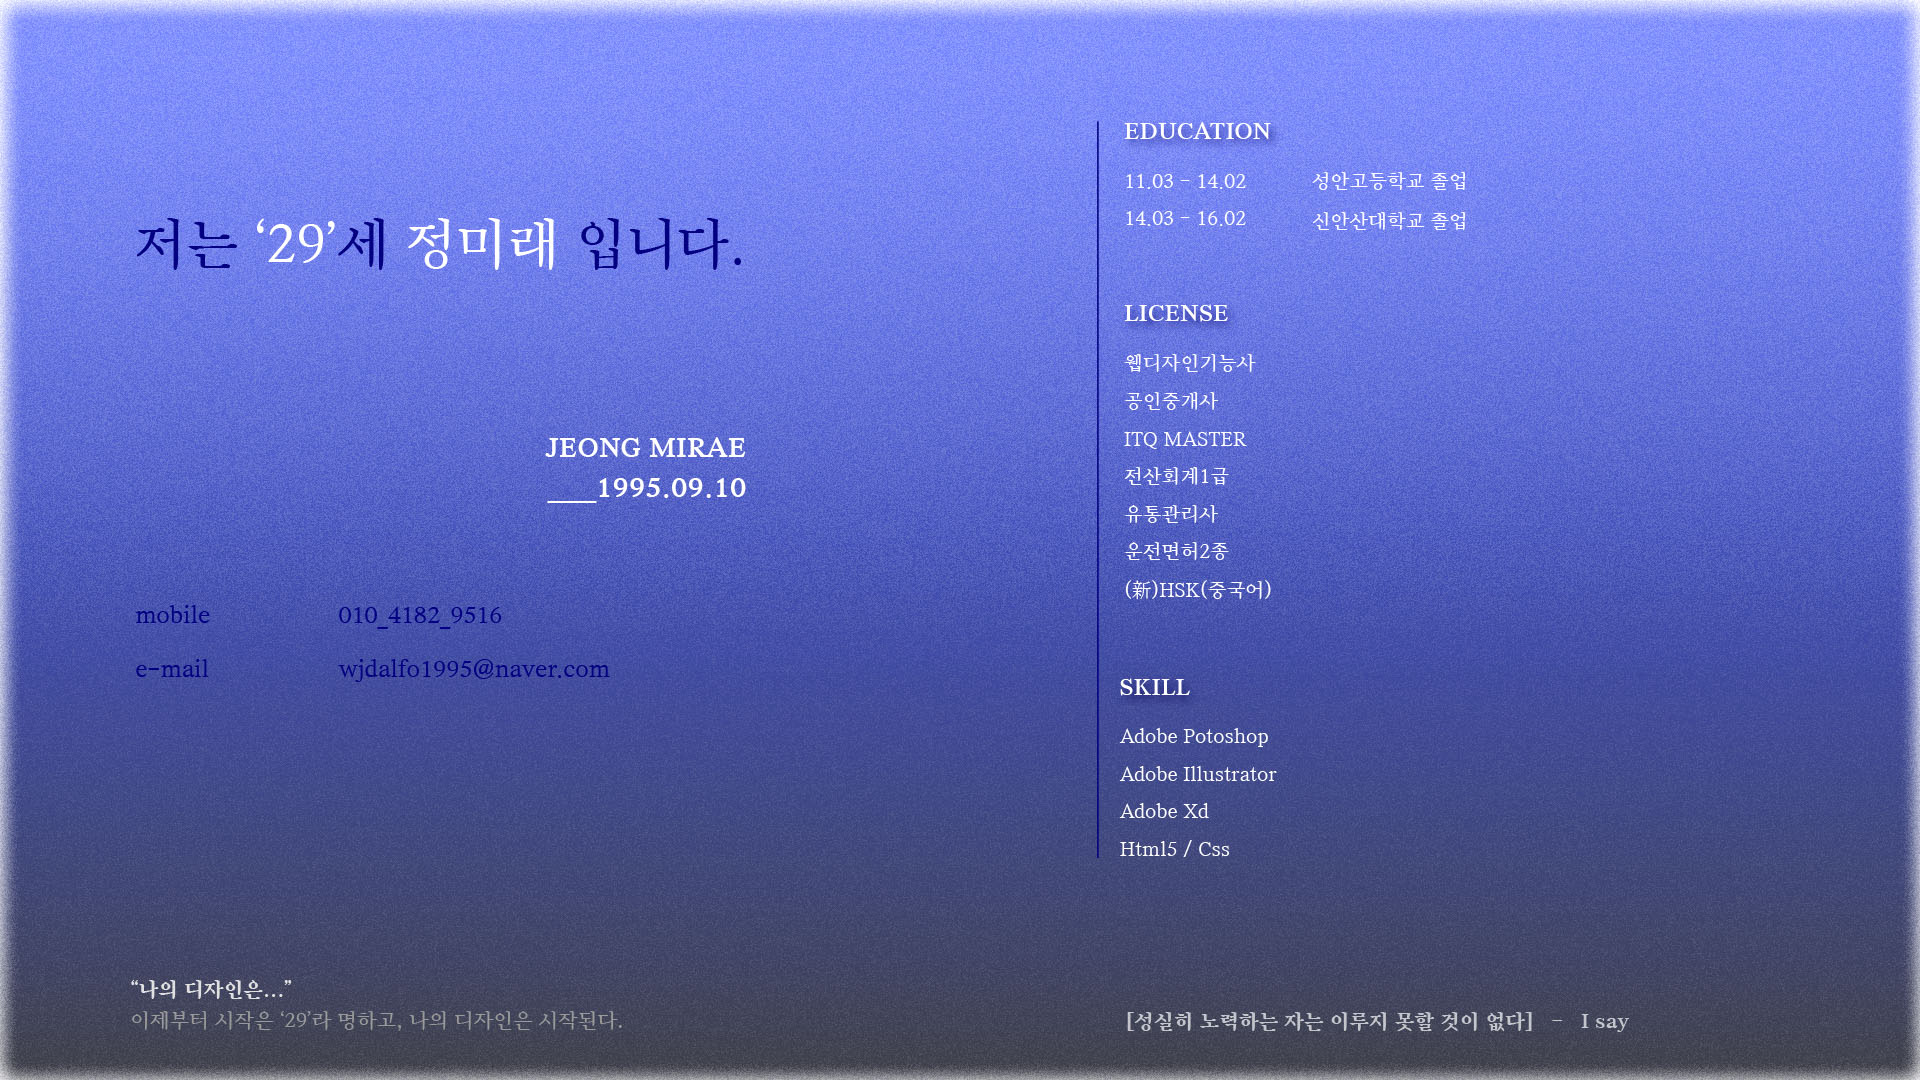 저는 ‘29’세 정미래 입니다.
JEONG MIRAE
___1995.09.10
mobile 010_4182_9516
e-mail wjdalfo1995@naver.com
“나의 디자인은...”
이제부터 시작은 ‘29’라 명하고, 나의 디자인은 시작된다.
EDUCATION
11.03 - 14.02 성안고등학교 졸업
14.03 - 16.02 신안산대학교 졸업
LICENSE
웹디자인기능사
공인중개사
ITQ MASTER
전산회계1급
유통관리사
운전면허2종
(新)HSK(중국어)
SKILL
Adobe Potoshop
Adobe Illustrator
Adobe Xd
Html5 / Css
[성실히 노력하는 자는 이루지 못할 것이 없다] - I say